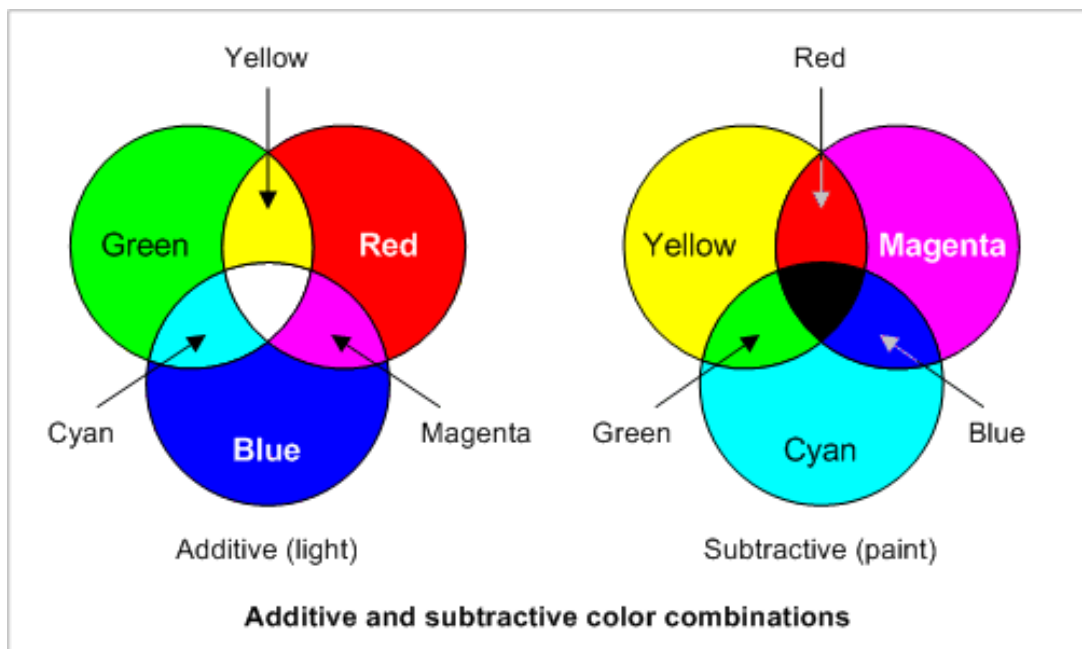 Yellow
Green
Red
Cyan
Magenta
Blue
Additive (light)
Red
Yellow
Magenta
Green
Blue
Cyan
Subtractive (paint)
Additive and subtractive color combinations